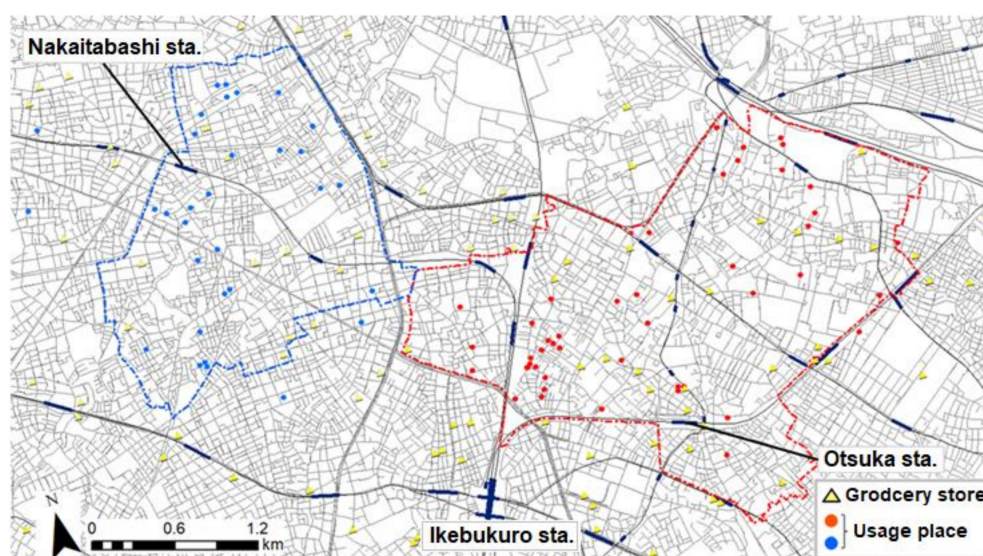 Nakaitabashi sta.
Otsuka sta.
Grodcery store
Usage place
N
0 0.6 1.2
km
Ikebukuro sta.